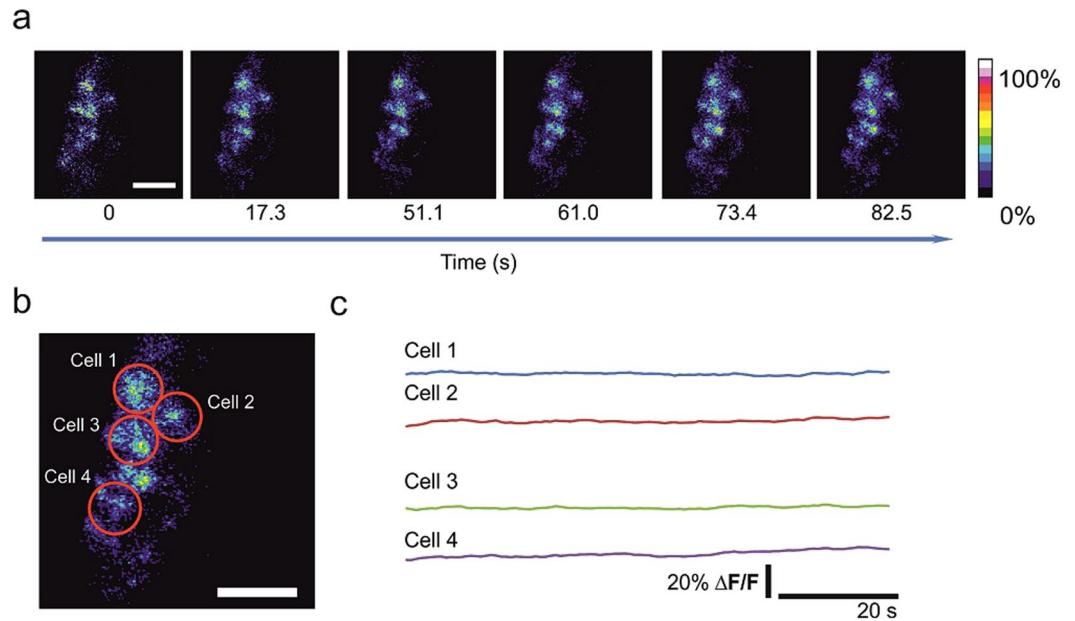 a
100%
0%
0 17.3 51.1 61.0 73.4 82.5
Time (s)
b
Cell 1
Cell 2
Cell 3
Cell 4
c
Cell 1
Cell 2
Cell 3
Cell 4
20% ΔF/F
20 s